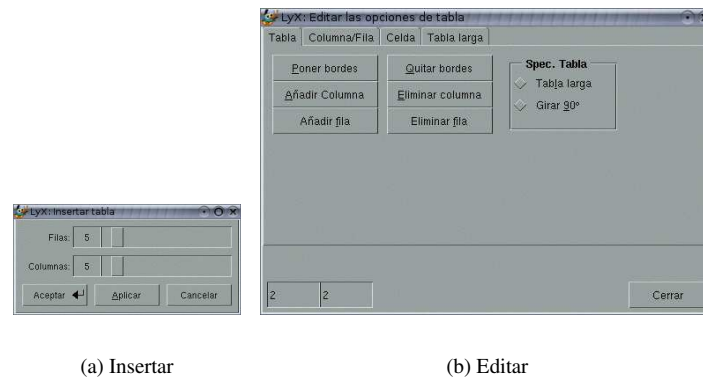 LyX: Editar las opciones de tabla
Tabla Columna/Fila Celda Tabla larga
Poner bordes Quitar bordes Spec. Tabla
Añadir Columna Eliminar columna Tabla larga
Añadir fila Eliminar fila Girar 90º
2 2 Cerrar
LyX: Insertar tabla
Filas: 5
Columnas: 5
Aceptar Aplicar Cancelar
(a) Insertar (b) Editar